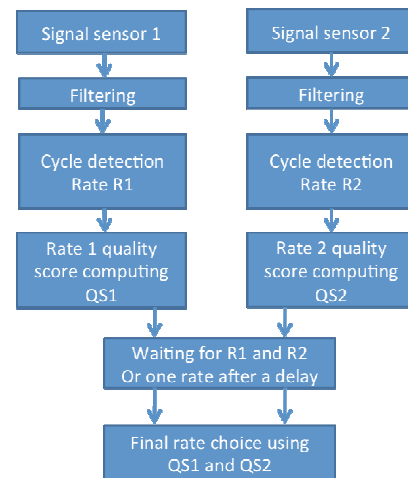 Signal sensor 1
Filtering
Cycle detection
Rate R1
Rate 1 quality
score computing
QS1
Signal sensor 2
Filtering
Cycle detection
Rate R2
Rate 2 quality
score computing
QS2
Waiting for R1 and R2
Or one rate after a delay
Final rate choice using
QS1 and QS2